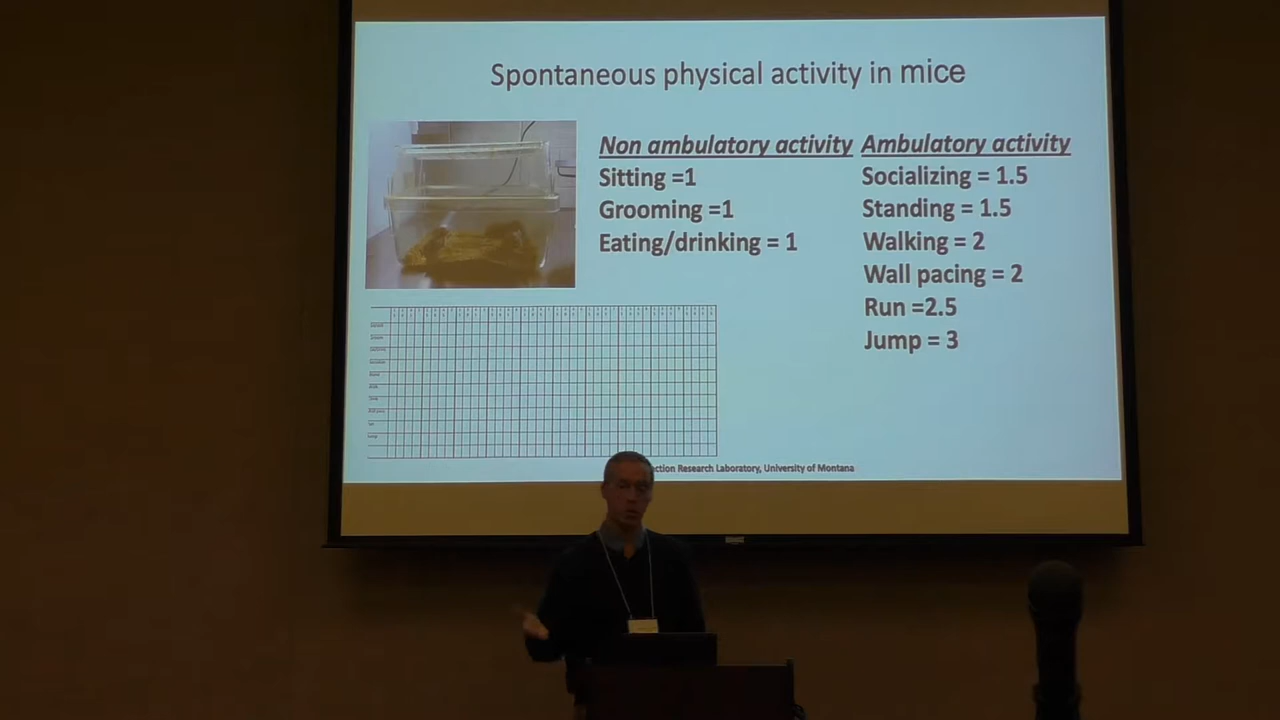 Spontaneous physical activity in mice
Non ambulatory activity
Sitting =1
Grooming =1
Eating/drinking = 1
Ambulatory activity
Socializing = 1.5
Standing = 1.5
Walking = 2
Wall pacing = 2
Run =2.5
Jump = 3
Research Laboratory, University of Montana